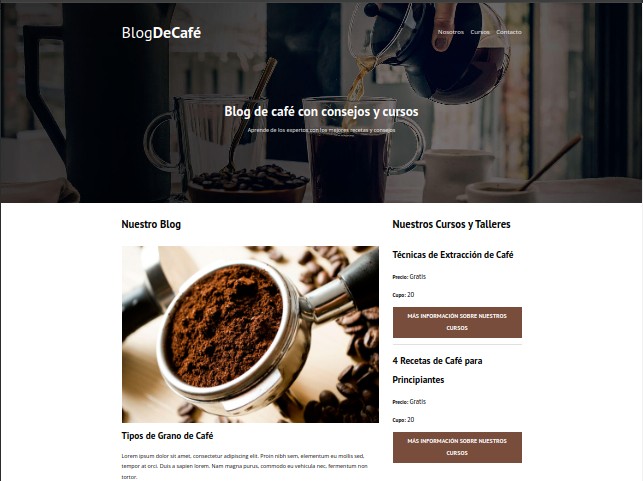 BlogDeCafé
Nosotros Cursos Contacto
Blog de café con consejos y cursos
Aprende de los expertos con las mejores recetas y consejos
Nuestro Blog
Tipos de Grano de Café
Lorem ipsum dolor sit amet, consectetur adipiscing elit. Proin nibh sem, elementum eu mollis sed,
tempor at orci. Duis a sapien lorem. Nam magna purus, commodo eu vehicula nec, fermentum non
tortor.
Nuestros Cursos y Talleres
Técnicas de Extracción de Café
Precio: Gratis
Cupo: 20
MÁS INFORMACIÓN SOBRE NUESTROS
CURSOS
4 Recetas de Café para
Principiantes
Precio: Gratis
Cupo: 20
MÁS INFORMACIÓN SOBRE NUESTROS
CURSOS